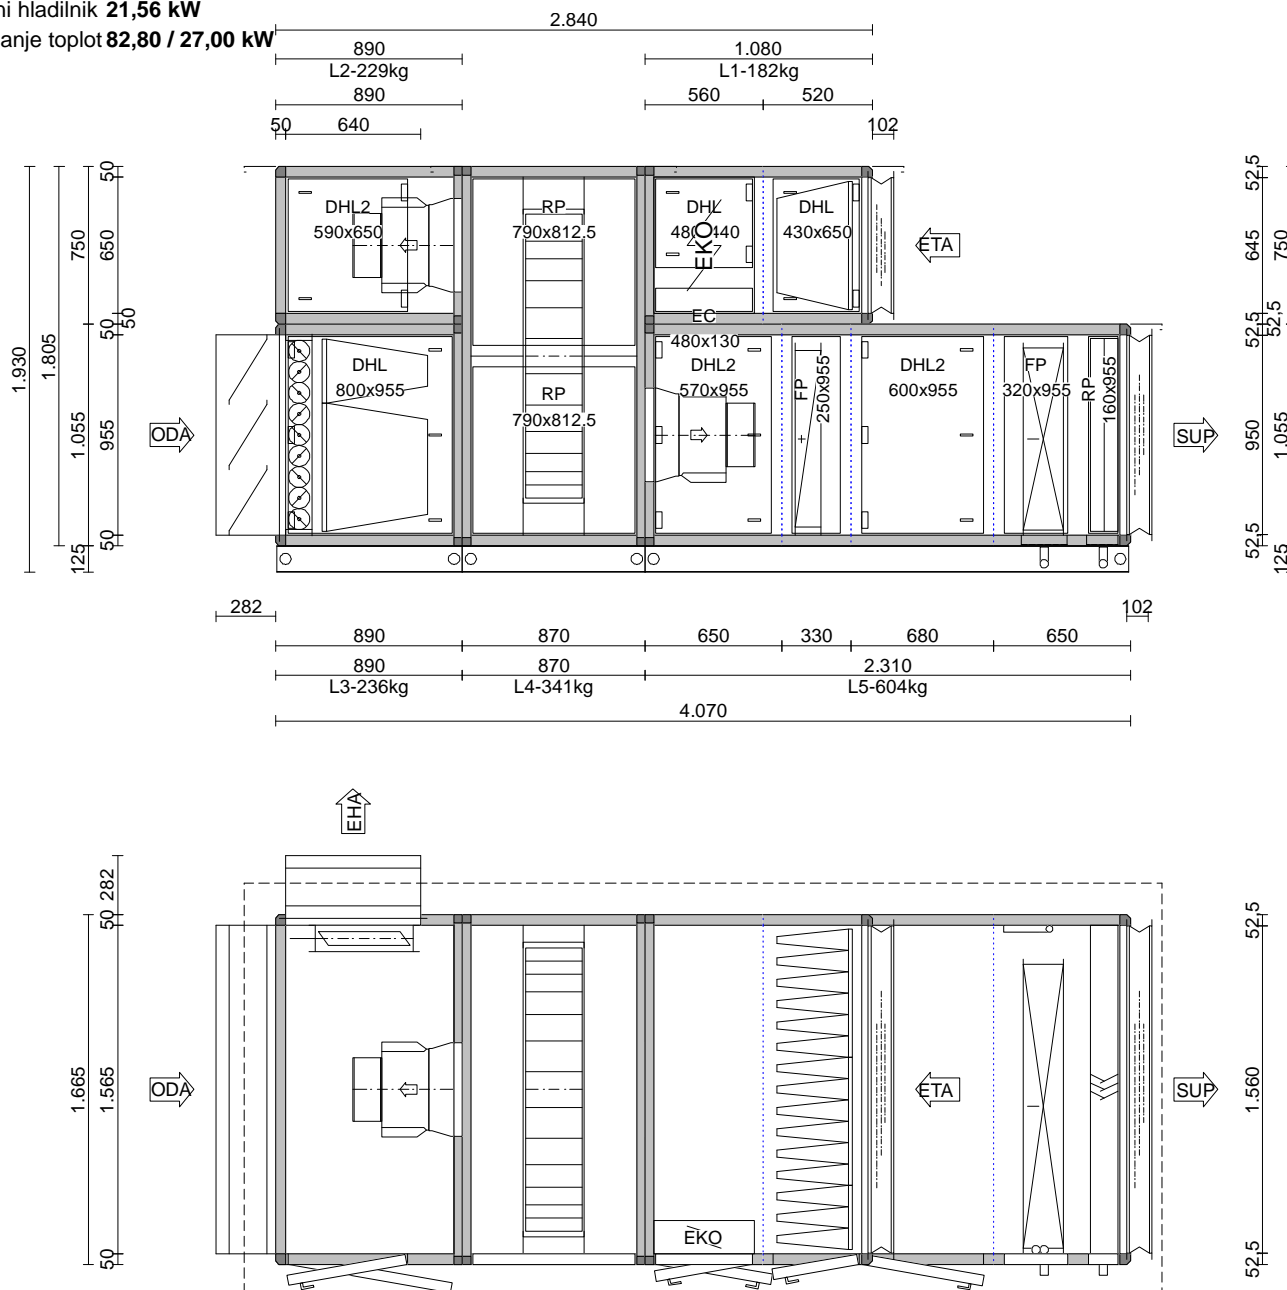 ni hladilnik 21,56 kW
anje toplot 82,80 / 27,00 kW
2.840
890
1.080
L2-229kg
L1-182kg
890
560
520
50
640
102
50
650
50
750
1.930
1.805
50
955
50
1.055
125
DHL2
590x650
RP
790x812.5
DHL
480x440
EKO
DHL
430x650
ETA
EC
480x130
DHL
800x955
RP
790x812.5
DHL2
570x955
FP
250x955
DHL2
600x955
FP
320x955
RP
160x955
ODA
SUP
52,5
645
52,5
750
52,5
950
52,5
1.055
125
282
102
890
870
650
330
680
650
890
870
2.310
L3-236kg
L4-341kg
L5-604kg
4.070
EHA
282
50
1.665
1.565
50
ODA
ETA
SUP
EKO
52,5
1.560
52,5